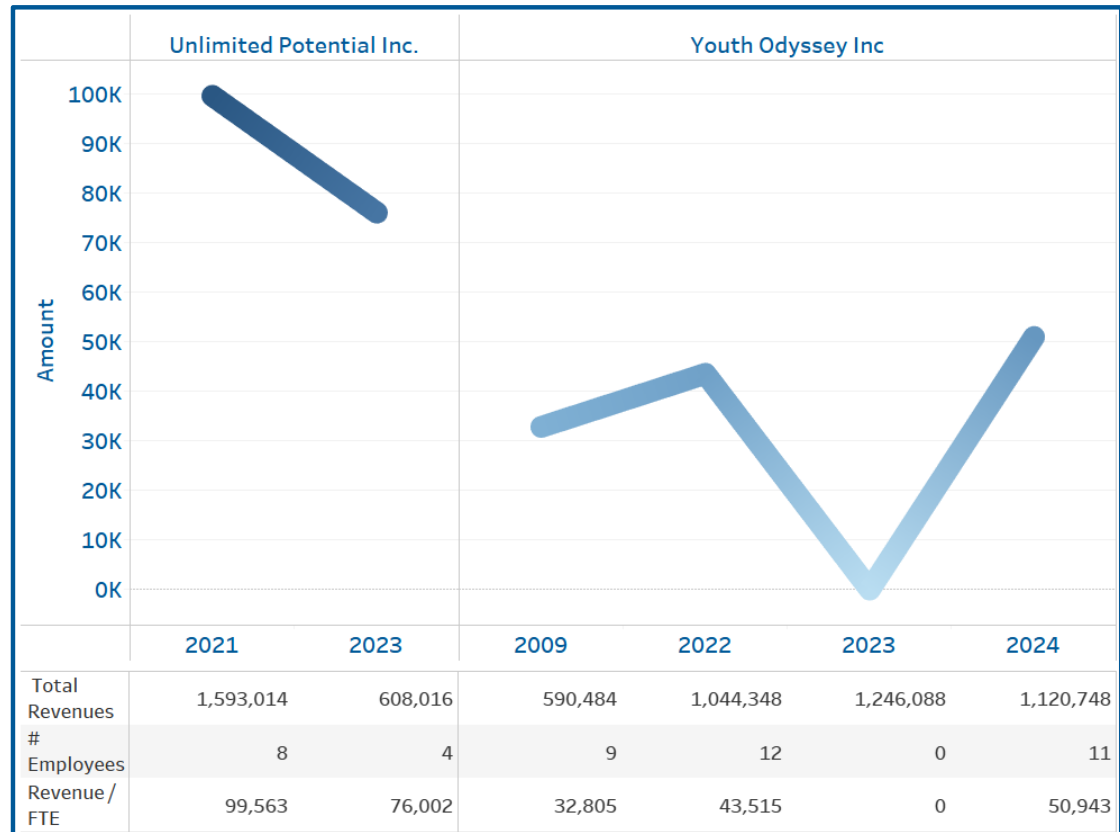 Unlimited Potential Inc. Youth Odyssey Inc
100K
90K
80K
70K
60K
50K
40K
30K
20K
10K
0K
Amount
2021 2023 2009 2022 2023 2024
Total
Revenues 1,593,014 608,016 590,484 1,044,348 1,246,088 1,120,748
#
Employees 8 4 9 12 0 11
Revenue /
FTE 99,563 76,002 32,805 43,515 0 50,943